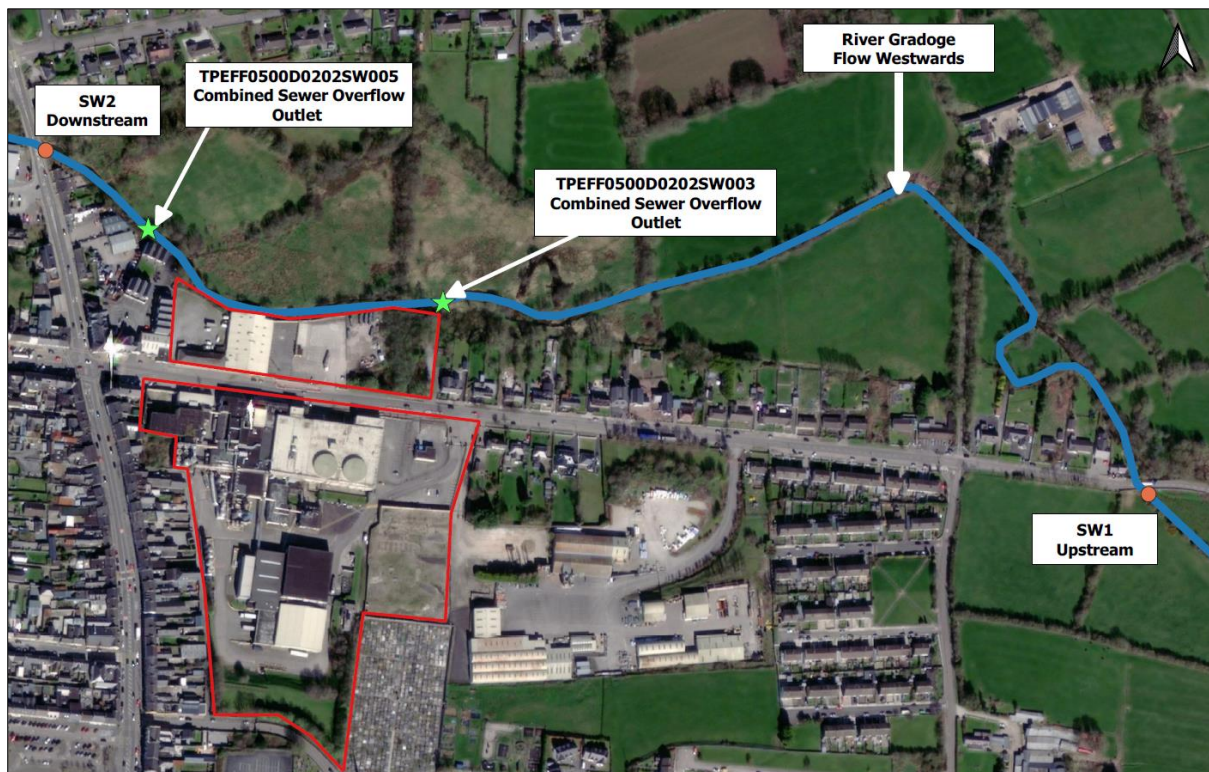 TPEFF0500D0202SW005
Combined Sewer Overflow
Outlet
SW2
Downstream
River Gradoge
Flow Westwards
TPEFF0500D0202SW003
Combined Sewer Overflow
Outlet
SW1
Upstream